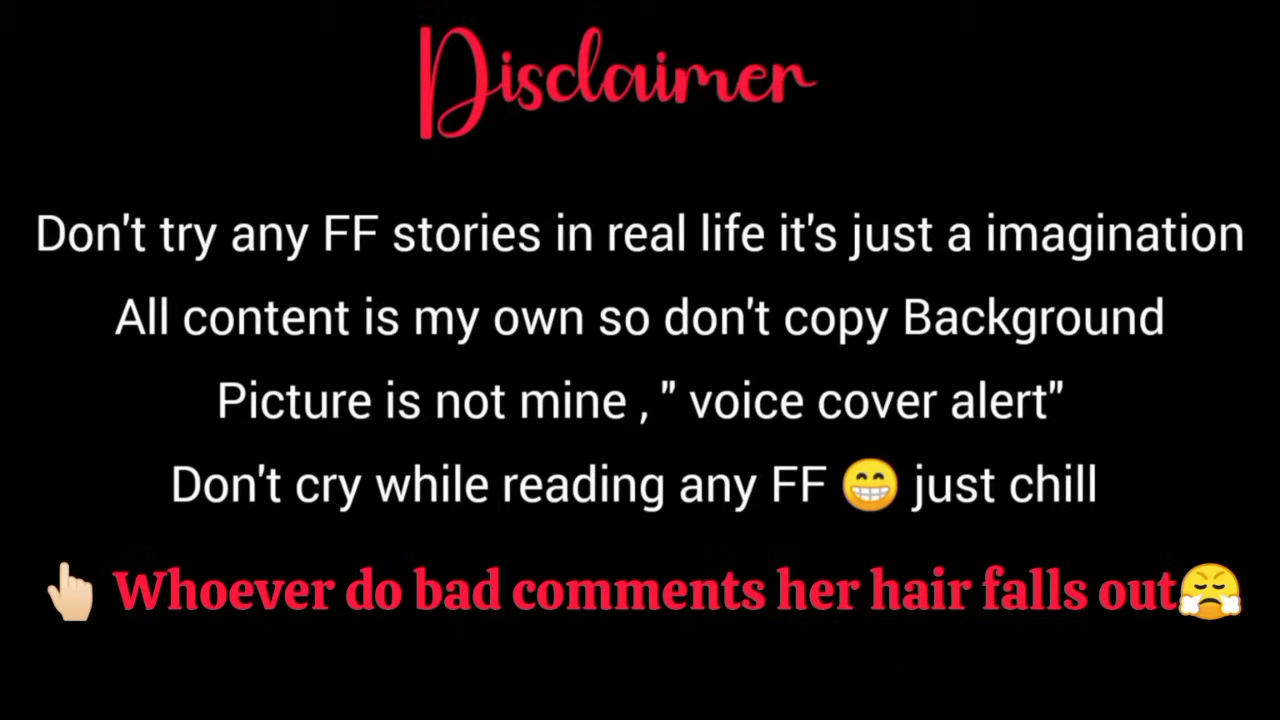 Disclaimer
Don't try any FF stories in real life it's just a imagination
All content is my own so don't copy Background
Picture is not mine , " voice cover alert"
Don't cry while reading any FF 😁 just chill
👆🏻 Whoever do bad comments her hair falls out😤